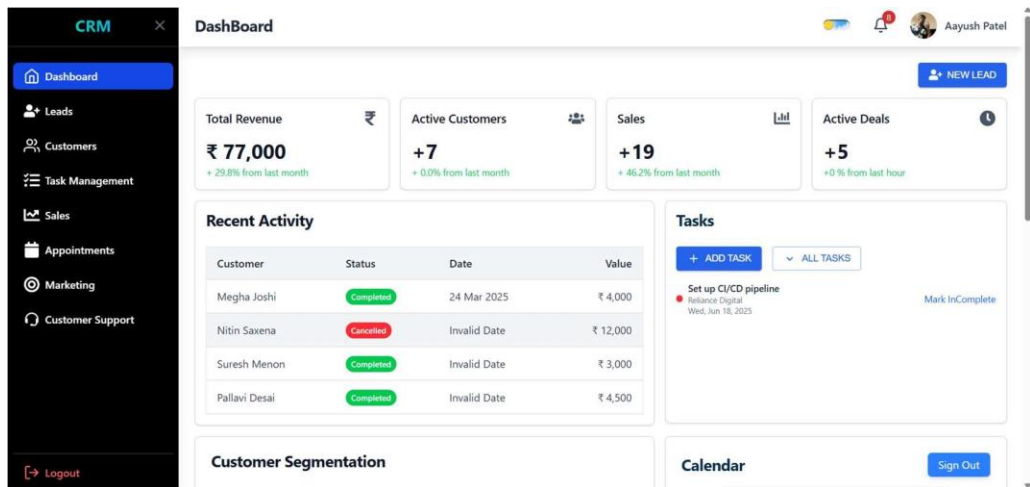 CRM
Dashboard
Leads
Customers
Task Management
Sales
Appointments
Marketing
Customer Support
Logout
DashBoard
8
Aayush Patel
NEW LEAD
Total Revenue
₹ 77,000
+ 29.8% from last month
Active Customers
+7
+ 0.0% from last month
Sales
+19
+ 46.2% from last month
Active Deals
+5
+0 % from last hour
Recent Activity
Customer Status Date Value
Megha Joshi Completed 24 Mar 2025 ₹ 4,000
Nitin Saxena Cancelled Invalid Date ₹ 12,000
Suresh Menon Completed Invalid Date ₹ 3,000
Pallavi Desai Completed Invalid Date ₹ 4,500
Tasks
+ ADD TASK ALL TASKS
Set up CI/CD pipeline
Reliance Digital
Wed, Jun 18, 2025
Mark InComplete
Customer Segmentation
Calendar
Sign Out